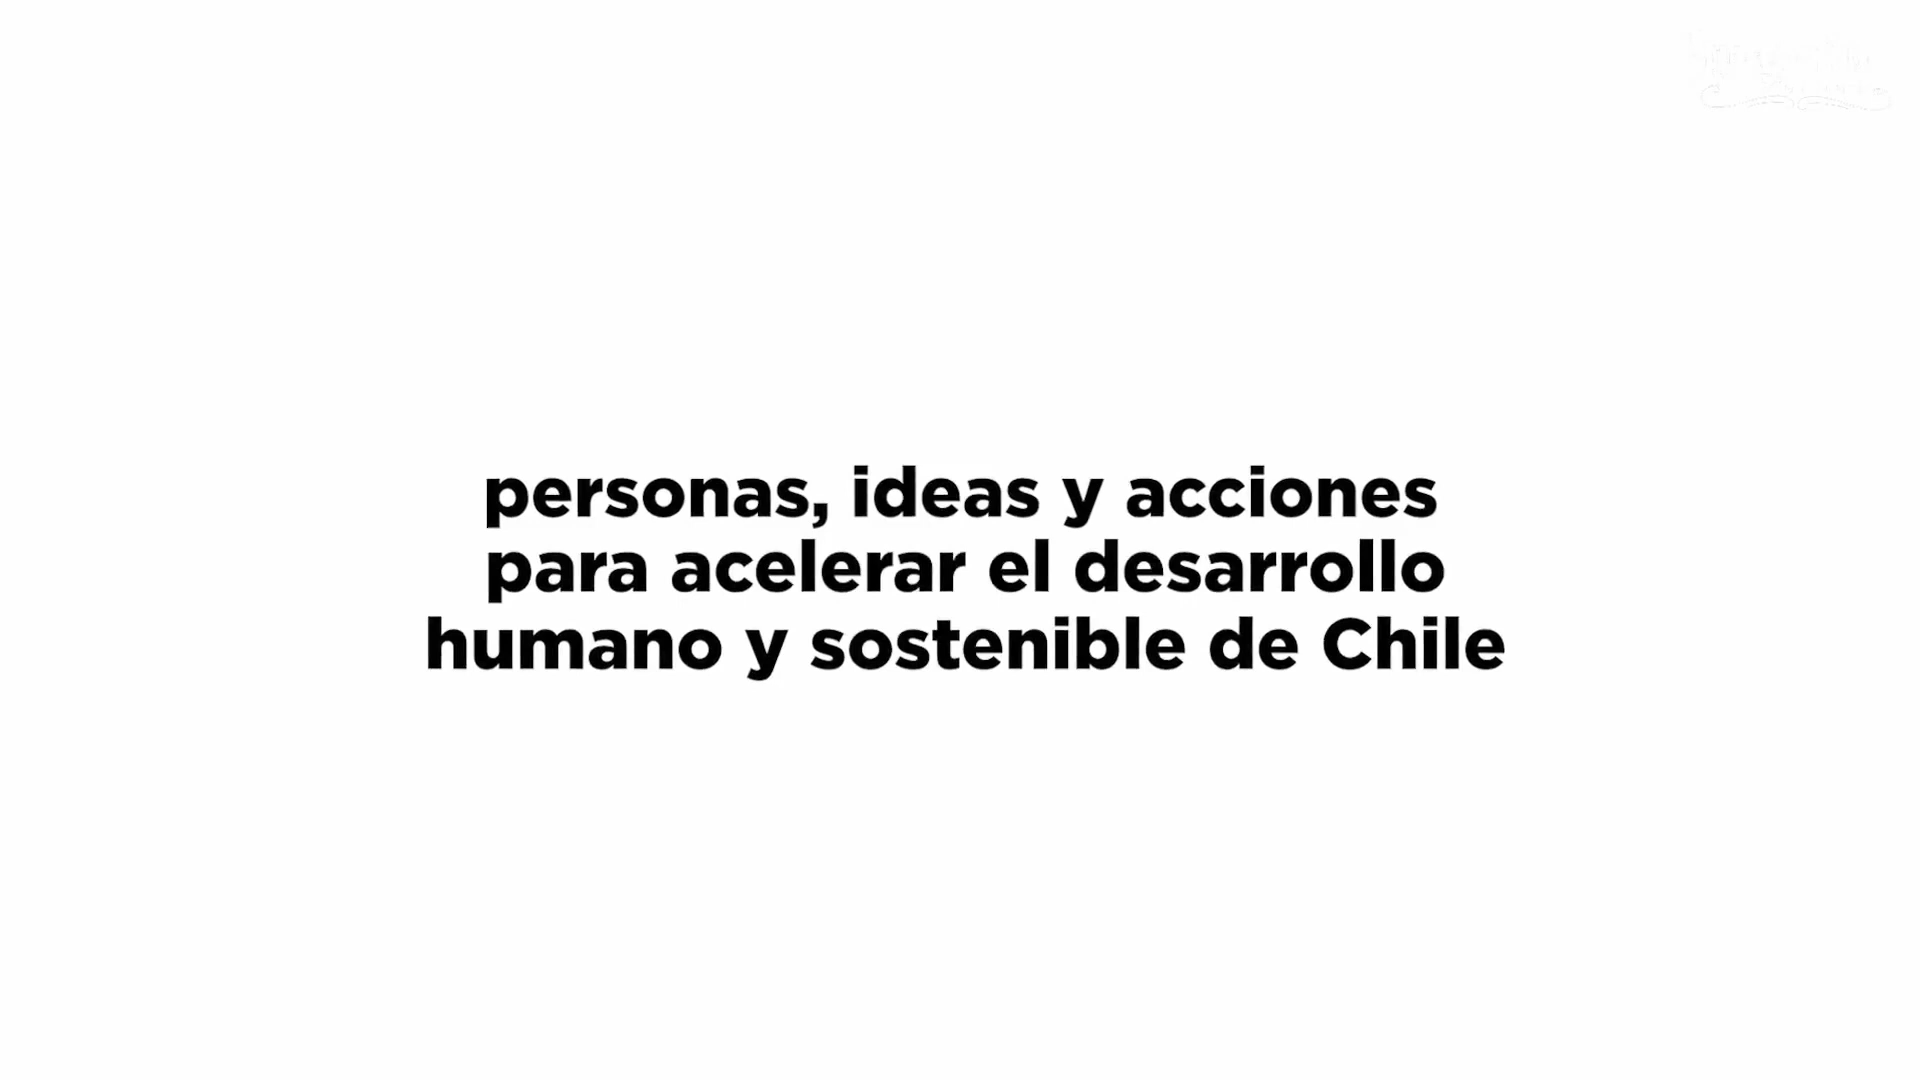 personas, ideas y acciones
para acelerar el desarrollo
humano y sostenible de Chile